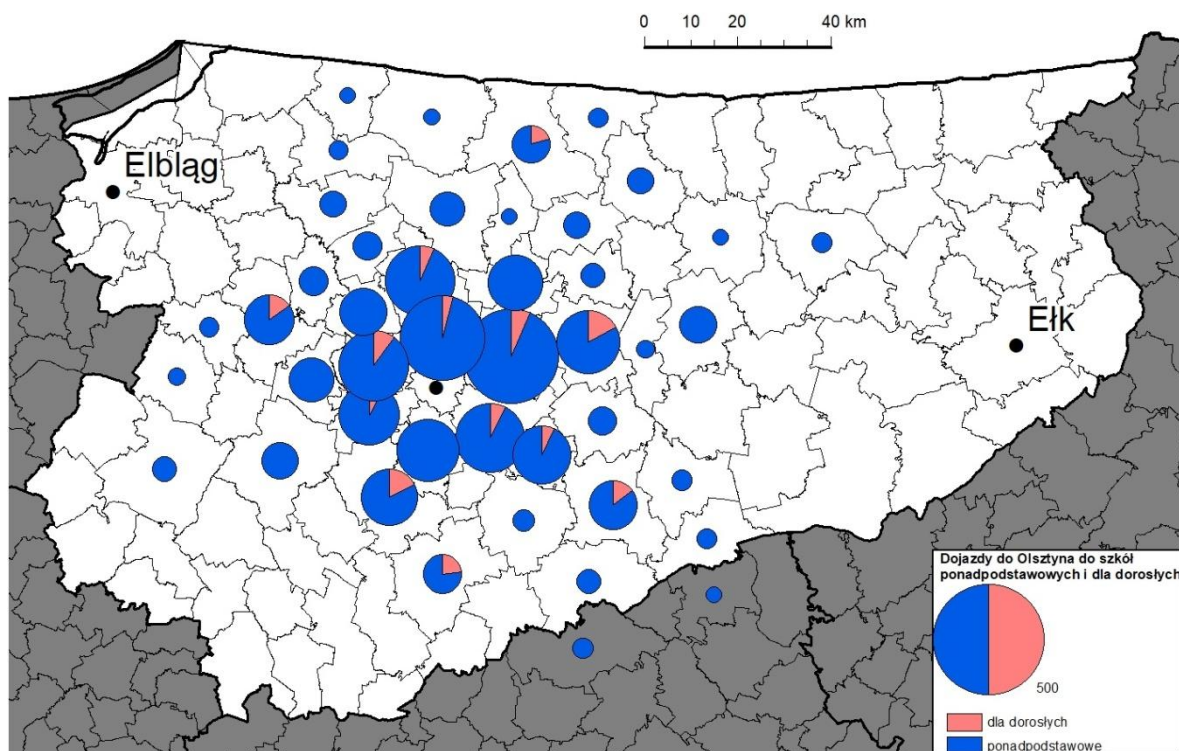 0 10 20 40 km
Elbląg
Ełk
Dojazdy do Olsztyna do szkół
ponadpodstawowych i dla dorosłych
500
dla dorosłych
ponadpodstawowe